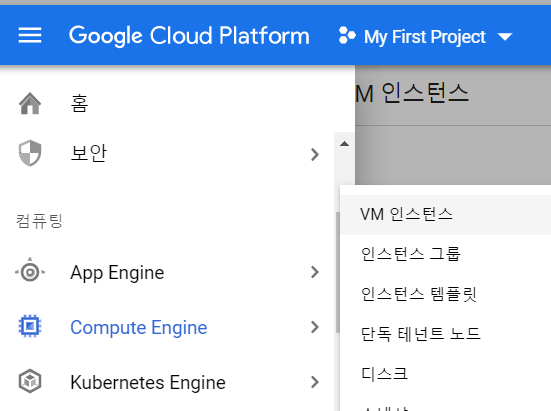 Google Cloud Platform My First Project
홈
M 인스턴스
보안
컴퓨팅
VM 인스턴스
인스턴스 그룹
App Engine
인스턴스 템플릿
Compute Engine
단독 테넌트 노드
디스크
Kubernetes Engine